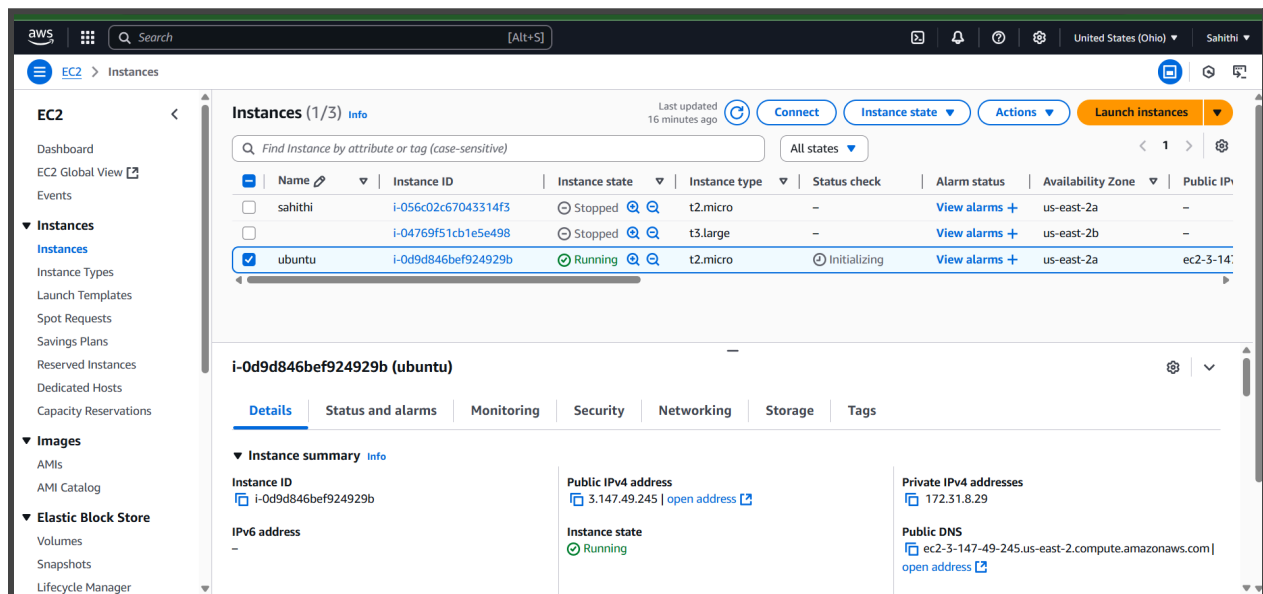 aws
Search [Alt+S]
United States (Ohio) Sahithi
EC2 > Instances
EC2
Dashboard
EC2 Global View
Events
Instances
Instances
Instance Types
Launch Templates
Spot Requests
Savings Plans
Reserved Instances
Dedicated Hosts
Capacity Reservations
Images
AMIs
AMI Catalog
Elastic Block Store
Volumes
Snapshots
Lifecycle Manager
Instances (1/3) Info
Last updated
16 minutes ago
Connect
Instance state
Actions
Launch instances
Find Instance by attribute or tag (case-sensitive)
All states
1
Name Instance ID Instance state Instance type Status check Alarm status Availability Zone Public IPv
sahithi i-056c02c67043314f3 Stopped t2.micro – View alarms + us-east-2a –
i-04769f51cb1e5e498 Stopped t3.large – View alarms + us-east-2b –
ubuntu i-0d9d846bef924929b Running t2.micro Initializing View alarms + us-east-2a ec2-3-147
i-0d9d846bef924929b (ubuntu)
Details Status and alarms Monitoring Security Networking Storage Tags
Instance summary Info
Instance ID
i-0d9d846bef924929b
Public IPv4 address
3.147.49.245 | open address
Private IPv4 addresses
172.31.8.29
IPv6 address
–
Instance state
Running
Public DNS
ec2-3-147-49-245.us-east-2.compute.amazonaws.com |
open address